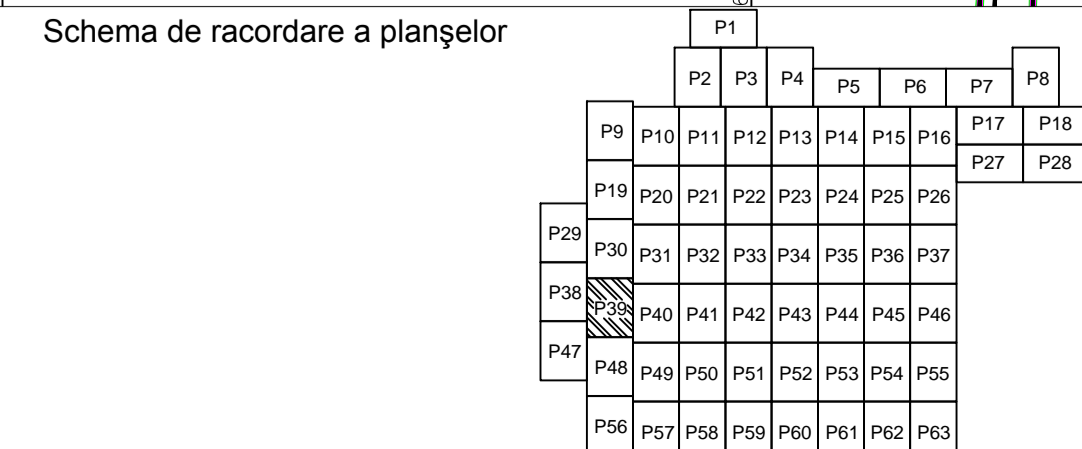 Schema de racordare a planşelor
P1
P2 P3 P4 P5 P6 P7 P8
P9 P10 P11 P12 P13 P14 P15 P16 P17 P18
P27 P28
P19 P20 P21 P22 P23 P24 P25 P26
P29 P30 P31 P32 P33 P34 P35 P36 P37
P38 P39 P40 P41 P42 P43 P44 P45 P46
P47 P48 P49 P50 P51 P52 P53 P54 P55
P56 P57 P58 P59 P60 P61 P62 P63